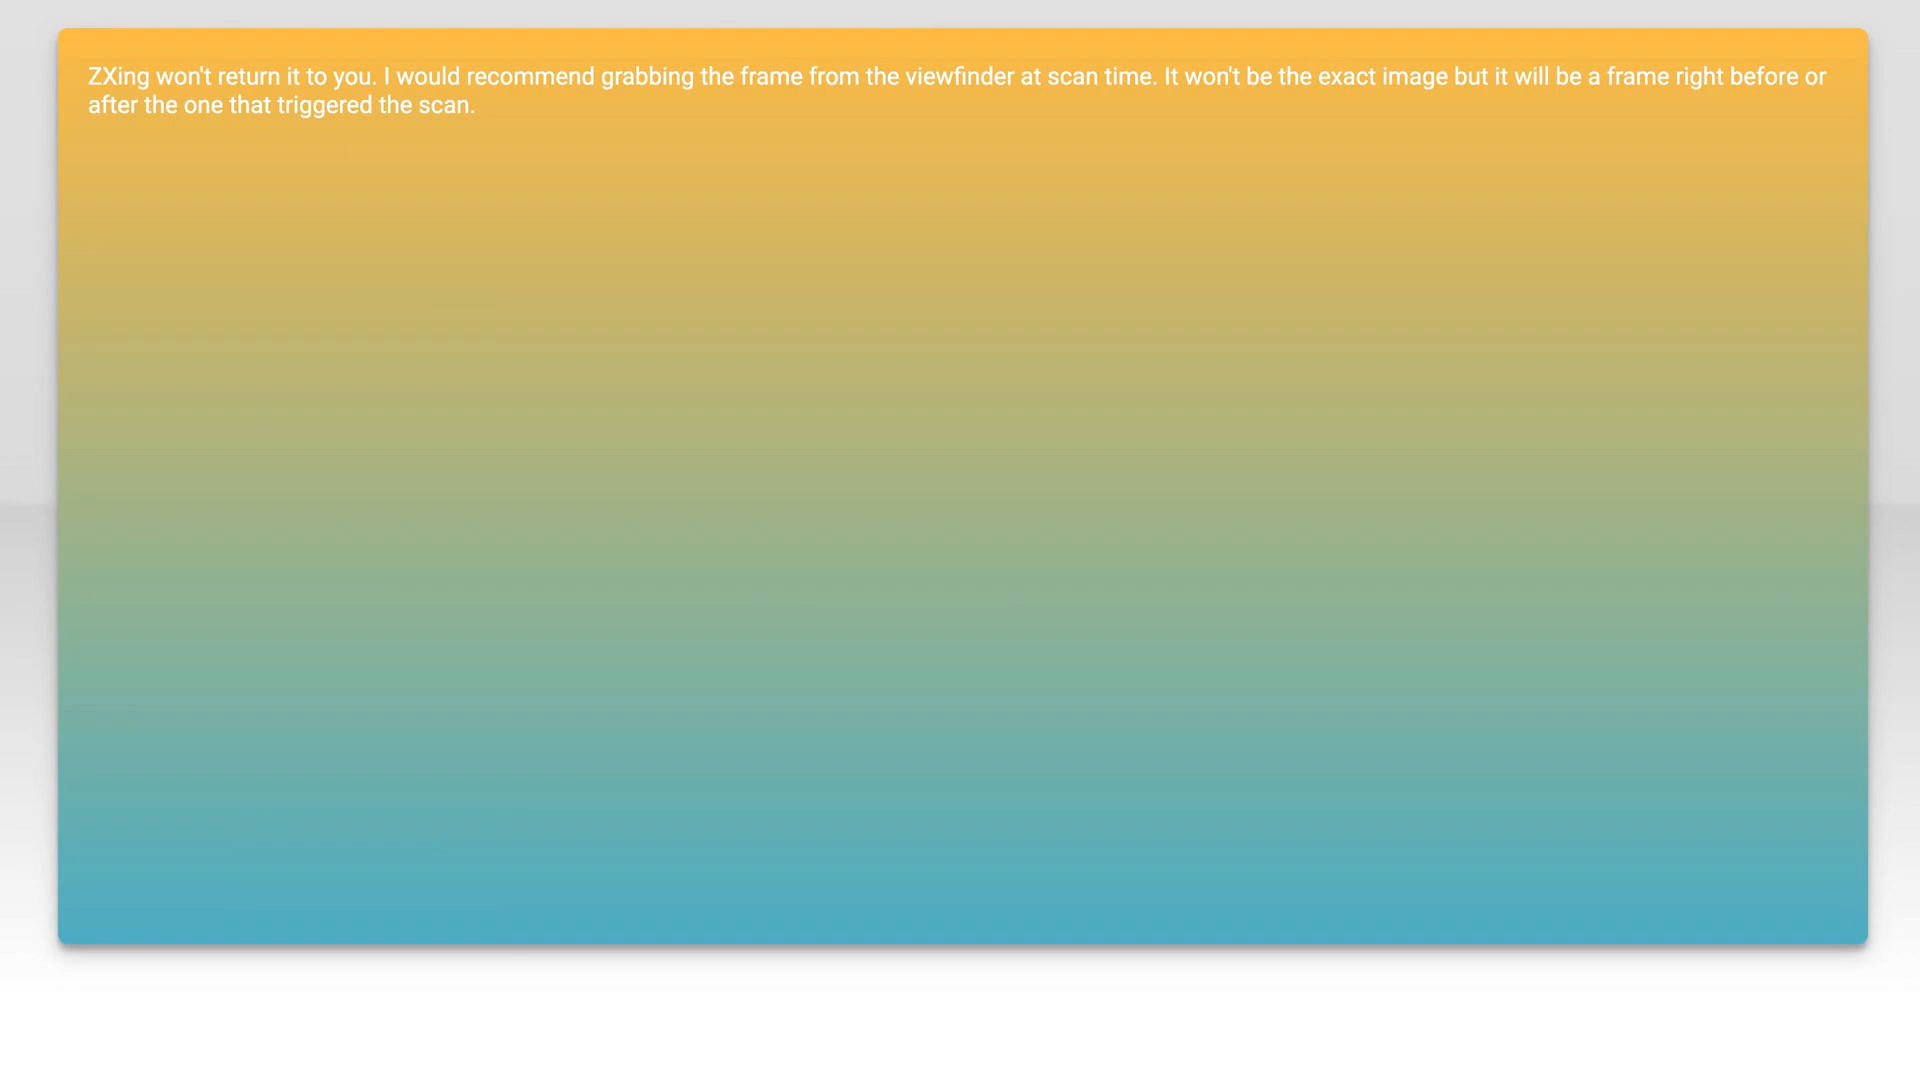 ZXing won't return it to you. I would recommend grabbing the frame from the viewfinder at scan time. It won't be the exact image but it will be a frame right before or
after the one that triggered the scan.